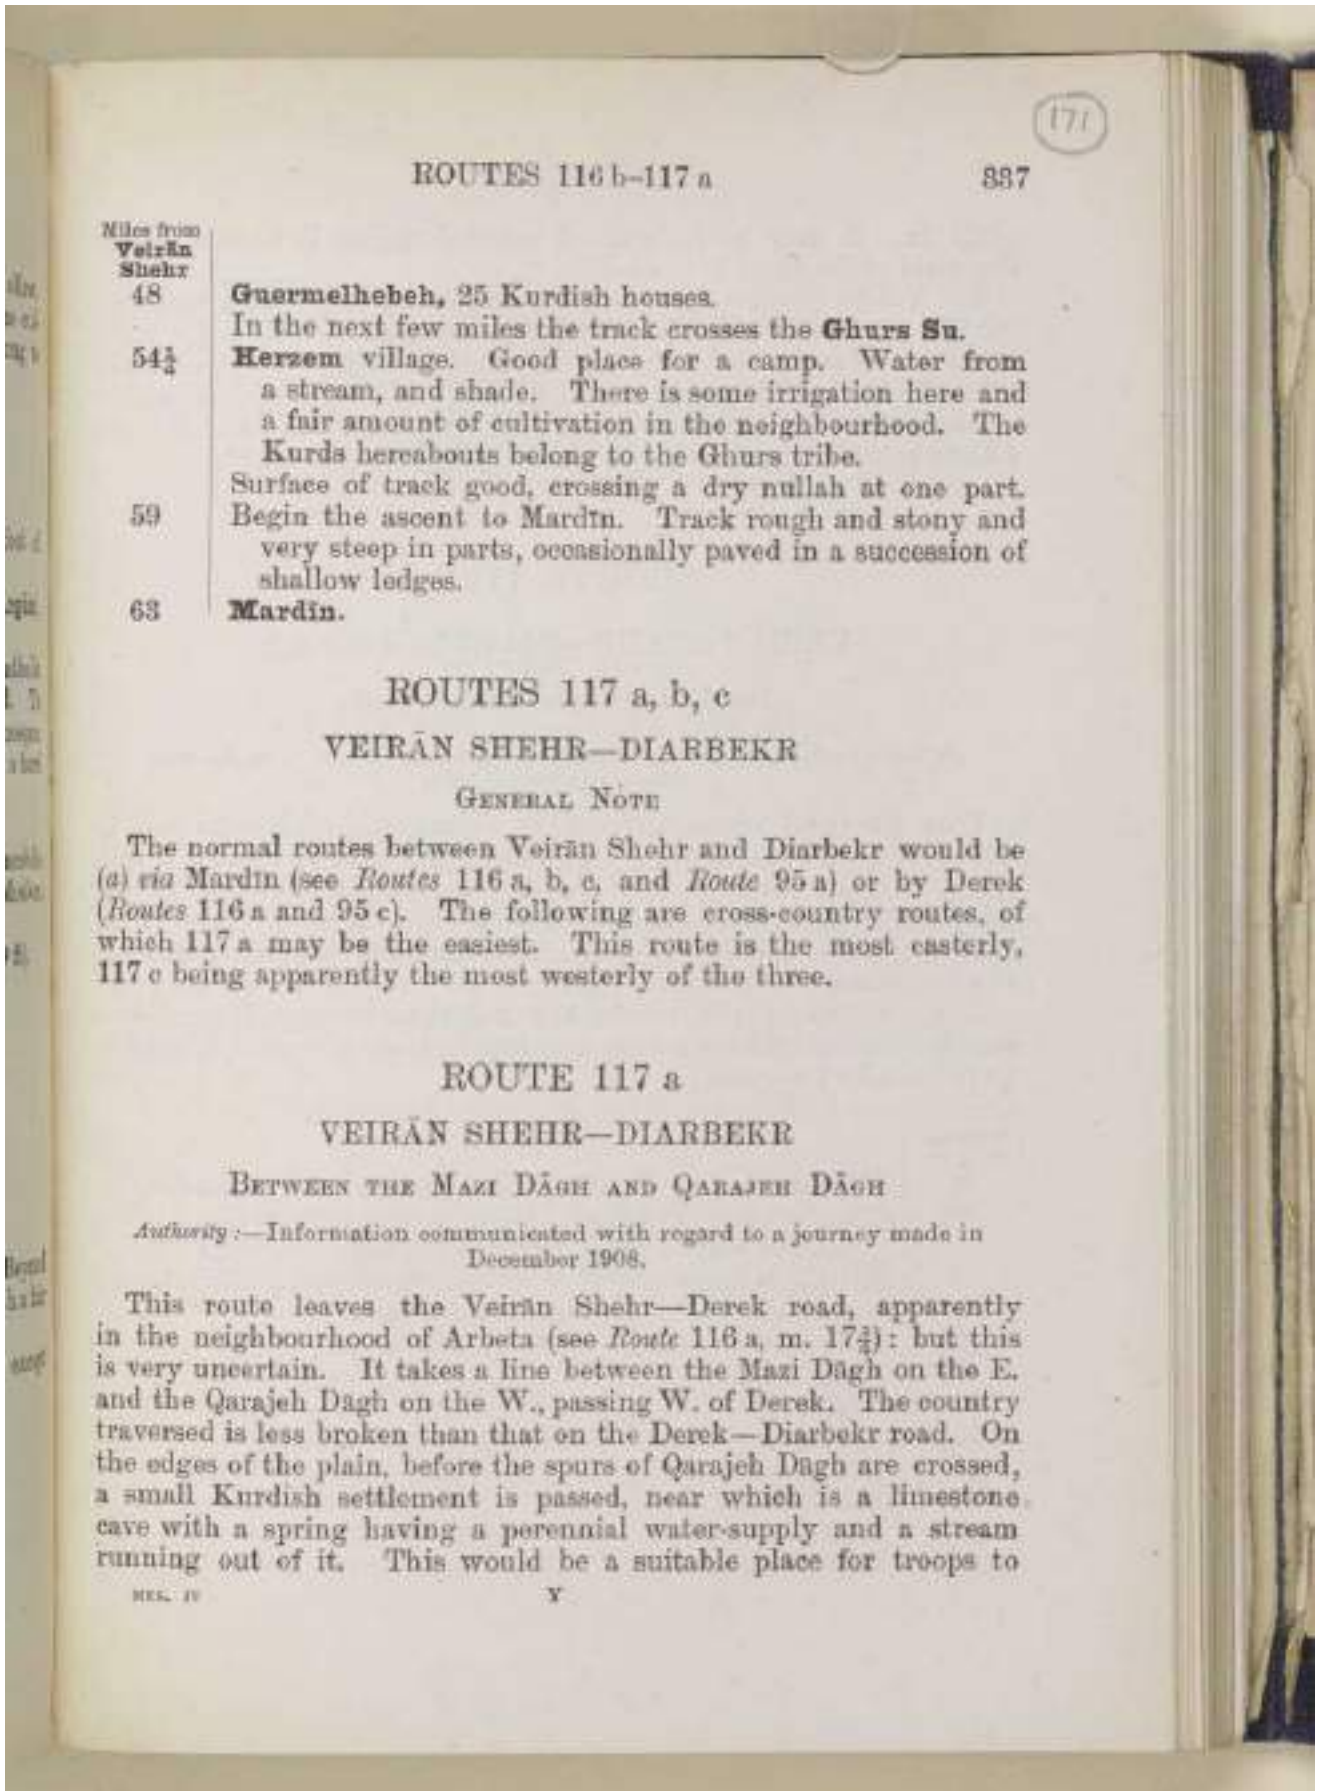 171
ROUTES 116 b–117 a 337
Miles from
Veirān
Shehr
48 Guermelhebeh, 25 Kurdish houses.
In the next few miles the track crosses the Ghurs Su.
54¼ Herzem village. Good place for a camp. Water from
a stream, and shade. There is some irrigation here and
a fair amount of cultivation in the neighbourhood. The
Kurds hereabouts belong to the Ghurs tribe.
Surface of track good, crossing a dry nullah at one part.
59 Begin the ascent to Mardīn. Track rough and stony and
very steep in parts, occasionally paved in a succession of
shallow ledges.
63 Mardīn.
ROUTES 117 a, b, c
VEIRĀN SHEHR—DIARBEKR
General Note
The normal routes between Veirān Shehr and Diarbekr would be
(a) via Mardīn (see Routes 116 a, b, c, and Route 95 a) or by Derek
(Routes 116 a and 95 c). The following are cross-country routes, of
which 117 a may be the easiest. This route is the most easterly,
117 c being apparently the most westerly of the three.
ROUTE 117 a
VEIRĀN SHEHR—DIARBEKR
Between the Mazi Dāgh and Qarajeh Dāgh
Authority :—Information communicated with regard to a journey made in
December 1908.
This route leaves the Veirān Shehr—Derek road, apparently
in the neighbourhood of Arbeta (see Route 116 a, m. 17¾): but this
is very uncertain. It takes a line between the Mazi Dāgh on the E.
and the Qarajeh Dāgh on the W., passing W. of Derek. The country
traversed is less broken than that on the Derek—Diarbekr road. On
the edges of the plain, before the spurs of Qarajeh Dāgh are crossed,
a small Kurdish settlement is passed, near which is a limestone
cave with a spring having a perennial water-supply and a stream
running out of it. This would be a suitable place for troops to
MES. IV Y